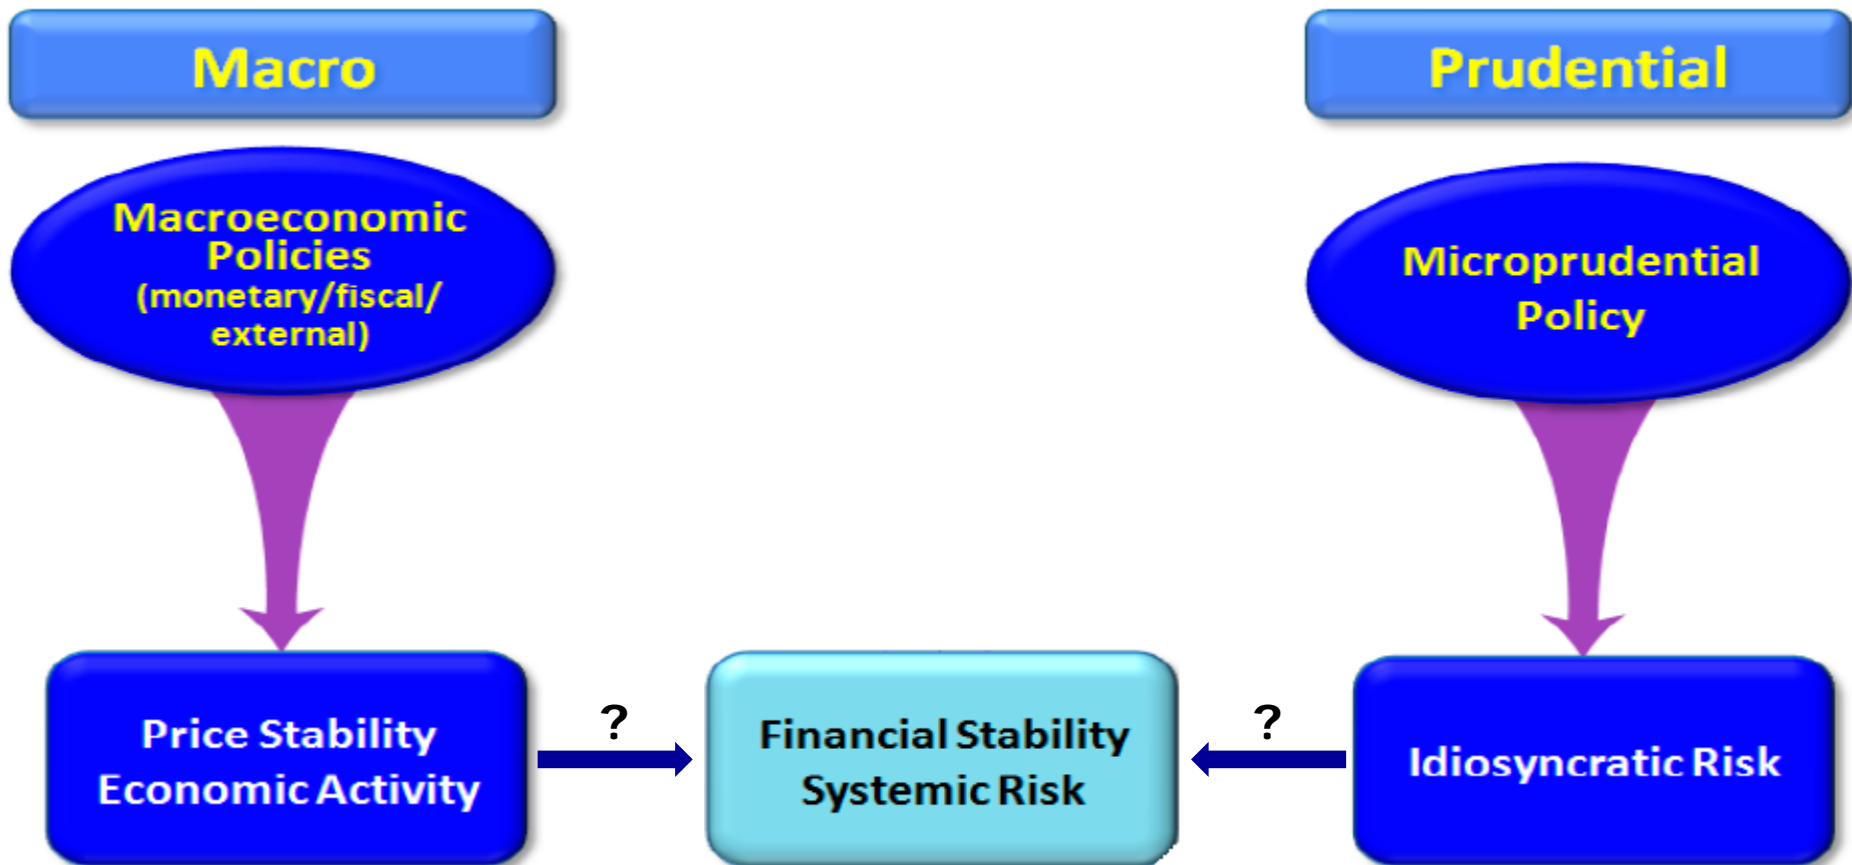 Macro
Prudential
Macroeconomic
Policies
(monetary/fiscal/
external)
Microprudential
Policy
Price Stability
Economic Activity
?
Financial Stability
Systemic Risk
?
Idiosyncratic Risk